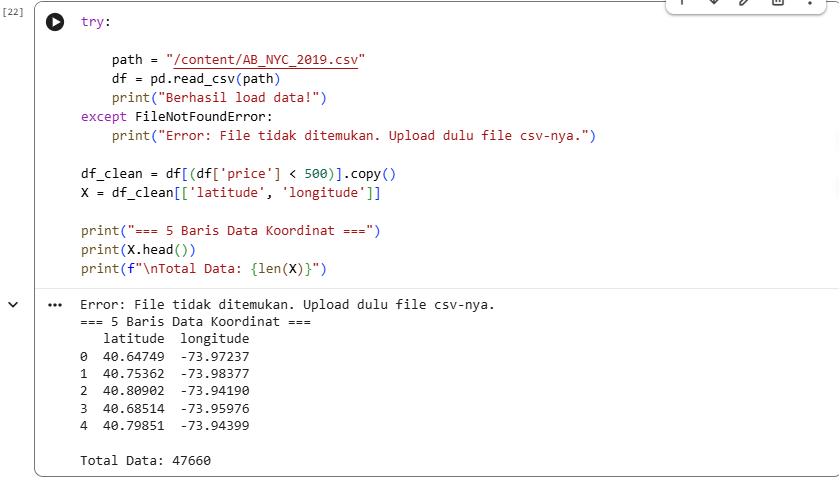 [22]
try:
path = "/content/AB_NYC_2019.csv"
df = pd.read_csv(path)
print("Berhasil load data!")
except FileNotFoundError:
print("Error: File tidak ditemukan. Upload dulu file csv-nya.")
df_clean = df[(df['price'] < 500)].copy()
X = df_clean[['latitude', 'longitude']]
print("=== 5 Baris Data Koordinat ===")
print(X.head())
print(f"\nTotal Data: {len(X)}")
Error: File tidak ditemukan. Upload dulu file csv-nya.
=== 5 Baris Data Koordinat ===
latitude longitude
0 40.64749 -73.97237
1 40.75362 -73.98377
2 40.80902 -73.94190
3 40.68514 -73.95976
4 40.79851 -73.94399
Total Data: 47660